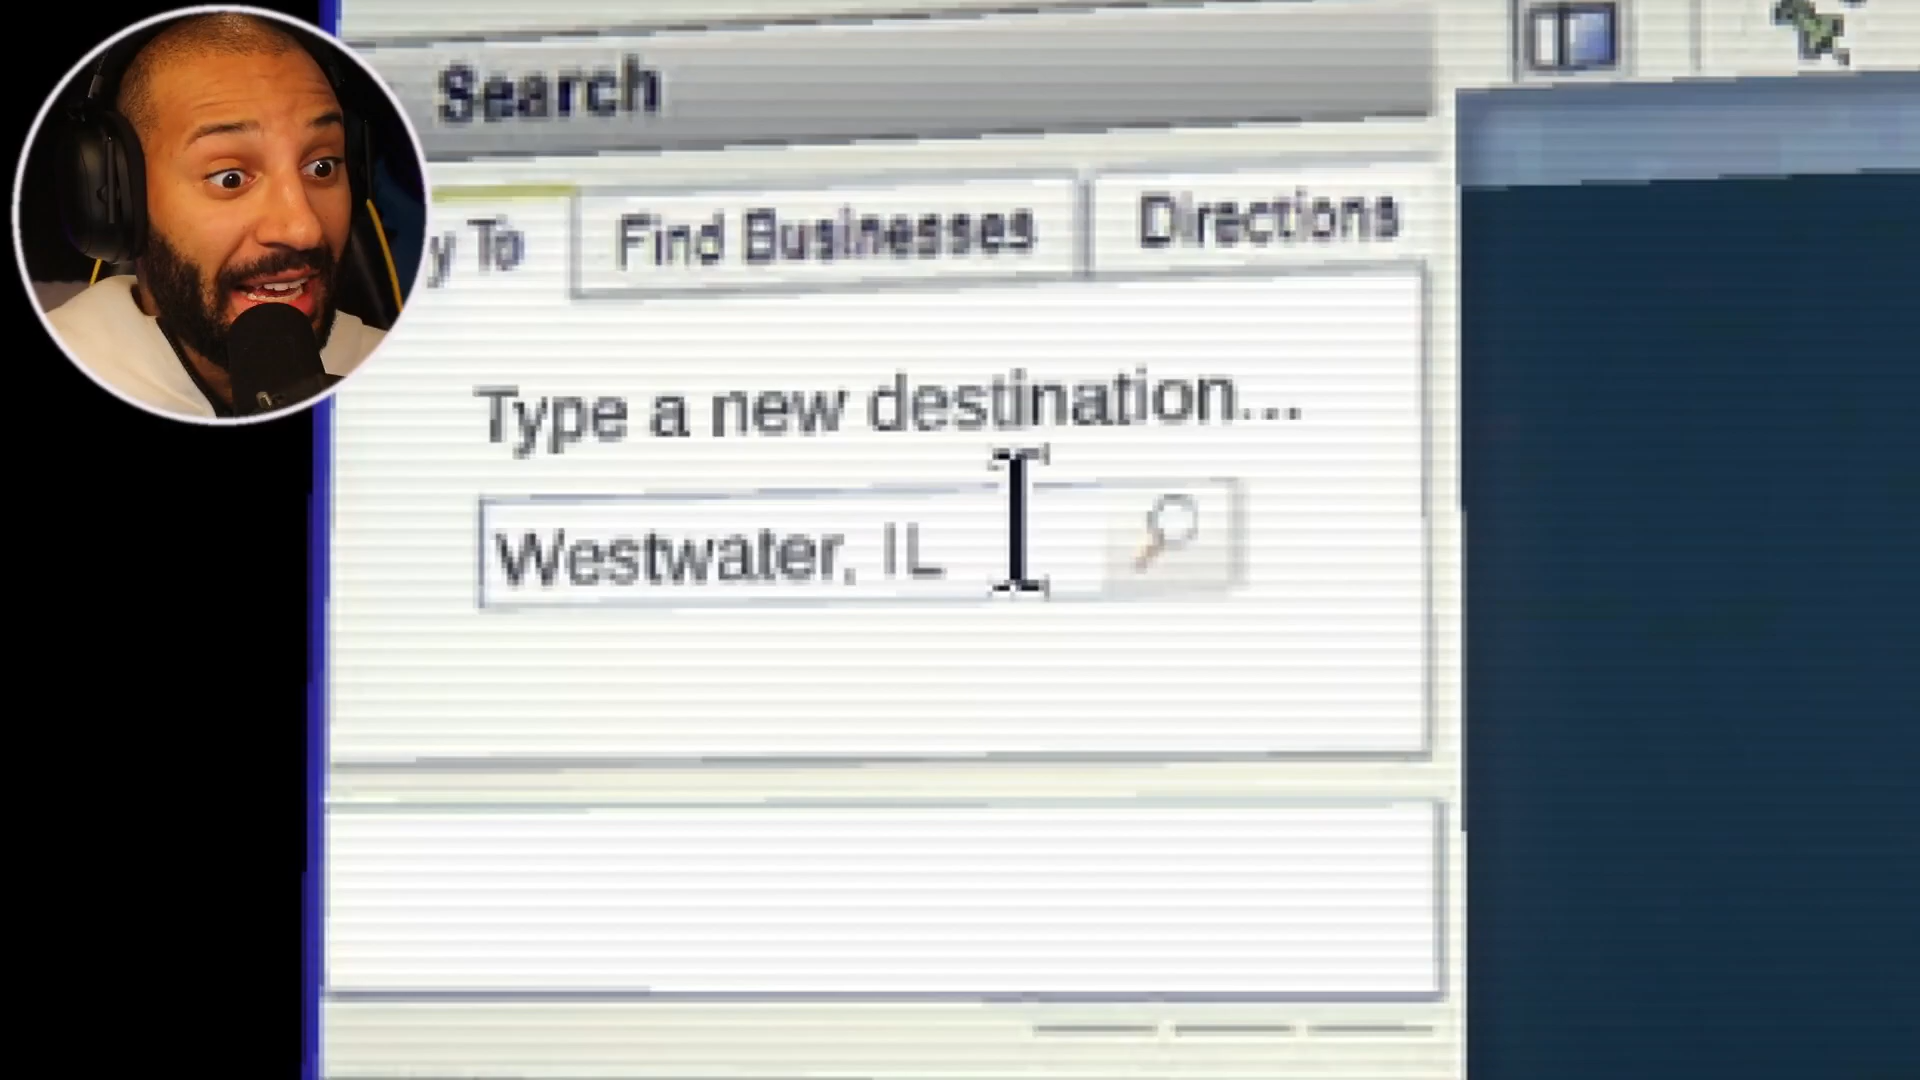 Search
y To
Find Businesses
Directions
Type a new destination...
Westwater, IL